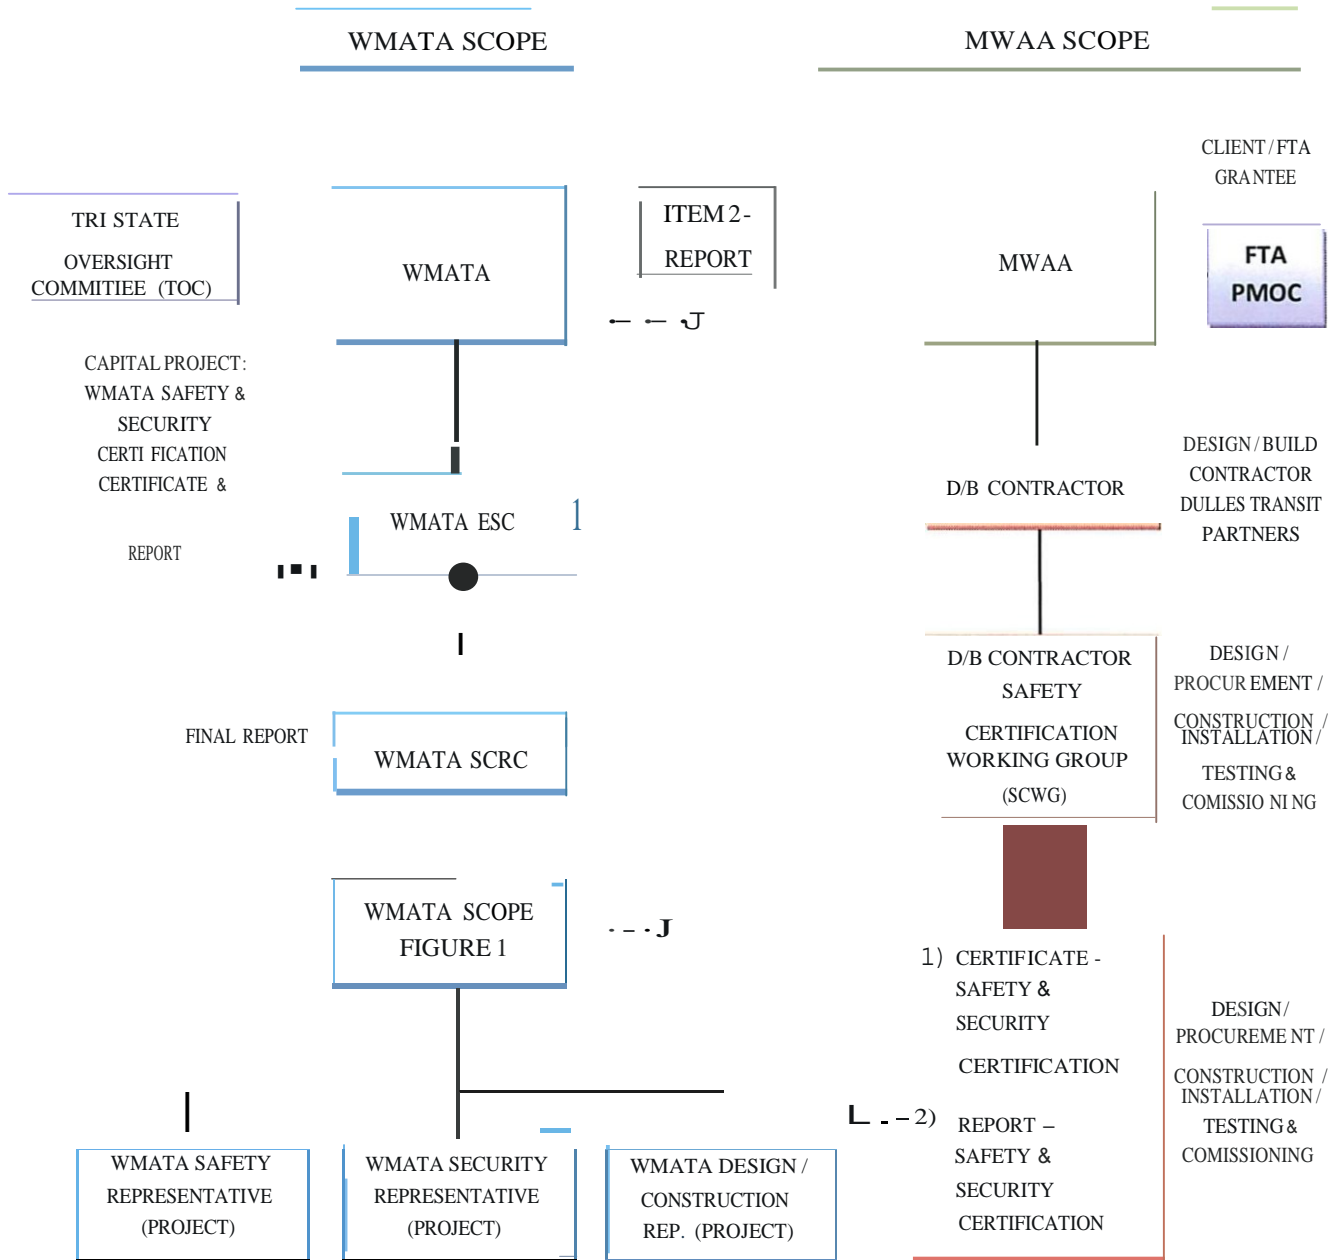 WMATA SCOPE
MWAA SCOPE
CLIENT / FTA
GRANTEE
TRI STATE
OVERSIGHT
COMMITIEE (TOC)
WMATA
ITEM 2-
REPORT
MWAA
FTA
PMOC
CAPITAL PROJECT:
WMATA SAFETY &
SECURITY
CERTI FICATION
CERTIFICATE &
REPORT
WMATA ESC 1
D/B CONTRACTOR
DESIGN / BUILD
CONTRACTOR
DULLES TRANSIT
PARTNERS
FINAL REPORT
WMATA SCRC
D/B CONTRACTOR
SAFETY
CERTIFICATION
WORKING GROUP
(SCWG)
DESIGN /
PROCUREMENT /
CONSTRUCTION /
INSTALLATION /
TESTING &
COMISSIO NI NG
WMATA SCOPE
FIGURE 1
1) CERTIFICATE -
SAFETY &
SECURITY
CERTIFICATION
2) REPORT –
SAFETY &
SECURITY
CERTIFICATION
DESIGN /
PROCUREME NT /
CONSTRUCTION /
INSTALLATION /
TESTING &
COMISSIONING
WMATA SAFETY
REPRESENTATIVE
(PROJECT)
WMATA SECURITY
REPRESENTATIVE
(PROJECT)
WMATA DESIGN /
CONSTRUCTION
REP. (PROJECT)